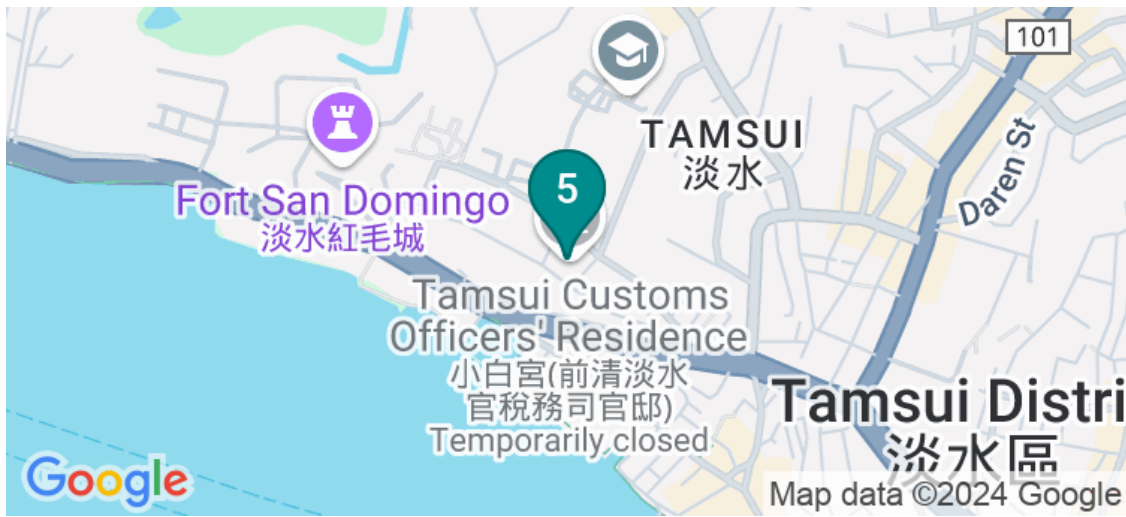 101
TAMSUI
淡水
Daren St
5
Fort San Domingo
淡水紅毛城
Tamsui Customs
Officers' Residence
小白宮(前清淡水
官稅務司官邸)
Temporarily closed
Tamsui Distri
淡水區
Google
Map data ©2024 Google